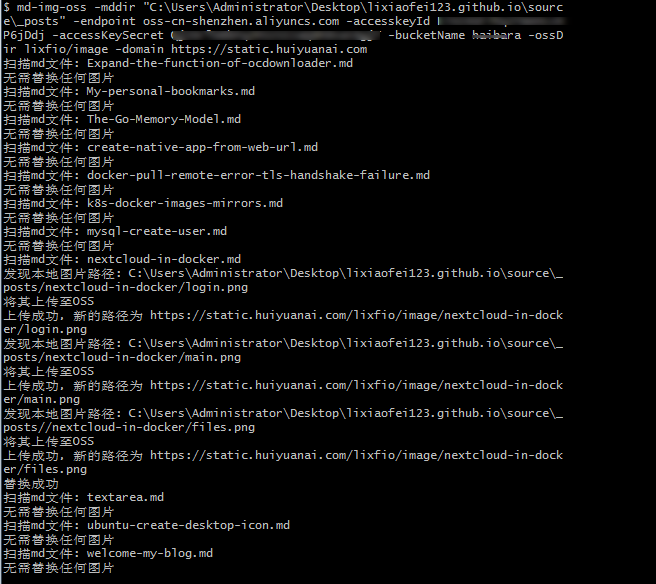 $ md-img-oss -mddir "C:\Users\Administrator\Desktop\lixiaofei123.github.io\sourc
e\_posts" -endpoint oss-cn-shenzhen.aliyuncs.com -accesskeyId
P6jDdj -accessKeySecret -bucketName haibara -ossD
ir lixfio/image -domain https://static.huiyuanai.com
扫描md文件: Expand-the-function-of-ocdownloader.md
无需替换任何图片
扫描md文件: My-personal-bookmarks.md
无需替换任何图片
扫描md文件: The-Go-Memory-Model.md
无需替换任何图片
扫描md文件: create-native-app-from-web-url.md
无需替换任何图片
扫描md文件: docker-pull-remote-error-tls-handshake-failure.md
无需替换任何图片
扫描md文件: k8s-docker-images-mirrors.md
无需替换任何图片
扫描md文件: mysql-create-user.md
无需替换任何图片
扫描md文件: nextcloud-in-docker.md
发现本地图片路径: C:\Users\Administrator\Desktop\lixiaofei123.github.io\source\_
posts/nextcloud-in-docker/login.png
将其上传至OSS
上传成功，新的路径为 https://static.huiyuanai.com/lixfio/image/nextcloud-in-dock
er/login.png
发现本地图片路径: C:\Users\Administrator\Desktop\lixiaofei123.github.io\source\_
posts/nextcloud-in-docker/main.png
将其上传至OSS
上传成功，新的路径为 https://static.huiyuanai.com/lixfio/image/nextcloud-in-dock
er/main.png
发现本地图片路径: C:\Users\Administrator\Desktop\lixiaofei123.github.io\source\_
posts//nextcloud-in-docker/files.png
将其上传至OSS
上传成功，新的路径为 https://static.huiyuanai.com/lixfio/image/nextcloud-in-dock
er/files.png
替换成功
扫描md文件: textarea.md
无需替换任何图片
扫描md文件: ubuntu-create-desktop-icon.md
无需替换任何图片
扫描md文件: welcome-my-blog.md
无需替换任何图片